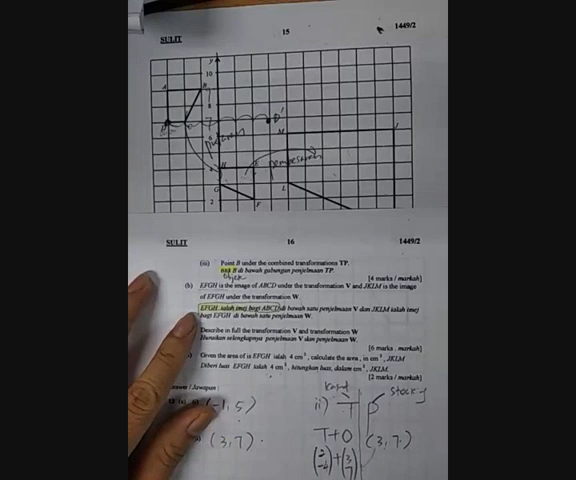 SULIT 15 1449/2
y
10
A
8
7
B'
M
J
pembesaran
H
G
L
F
2
SULIT 16 1449/2
(iii) Point B under the combined transformations TP.
titik B di bawah gabungan penjelmaan TP.
objek
[4 marks / markah]
(b) EFGH is the image of ABCD under the transformation V and JKLM is the image
of EFGH under the transformation W.
EFGH ialah imej bagi ABCD di bawah satu penjelmaan V dan JKLM ialah imej
bagi EFGH di bawah satu penjelmaan W.
Describe in full the transformation V and transformation W
Huraikan selengkapnya penjelmaan V dan penjelmaan W.
[6 marks / markah]
Given the area of is EFGH ialah 4 cm², calculate the area, in cm², JKLM
Diberi luas EFGH ialah 4 cm², hitungkan luas, dalam cm², JKLM.
[2 marks / markah]
/ Jawapan :
(a) (i) (-1, 5) ii) T P
(3, 7) T+O (3, 7)